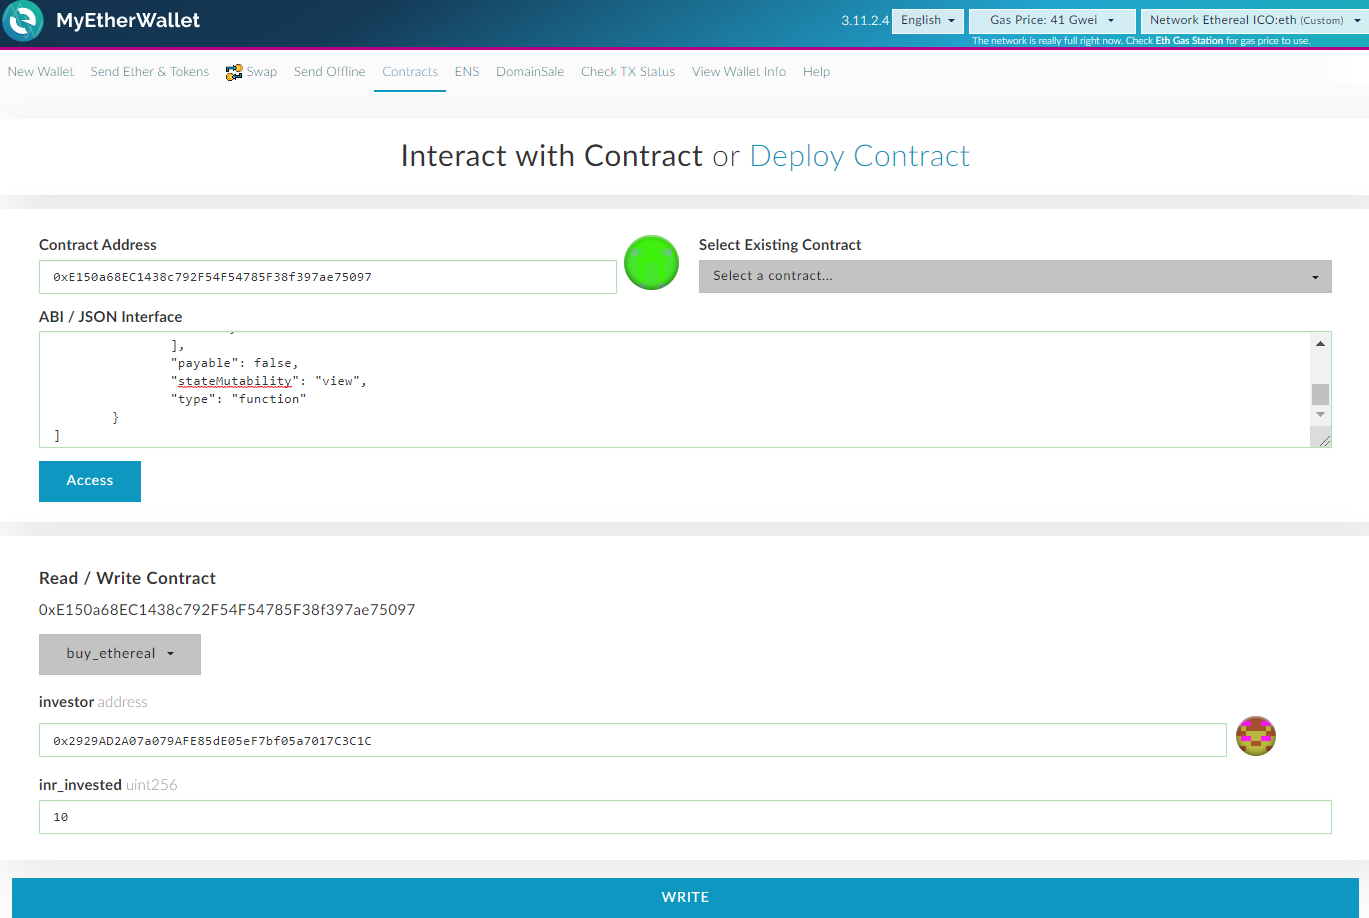 MyEtherWallet
3.11.2.4 English Gas Price: 41 Gwei Network Ethereal ICO:eth (Custom)
The network is really full right now. Check Eth Gas Station for gas price to use.
New Wallet Send Ether & Tokens Swap Send Offline Contracts ENS DomainSale Check TX Status View Wallet Info Help
Interact with Contract or Deploy Contract
Contract Address
0xE150a68EC1438c792F54F54785F38f397ae75097
Select Existing Contract
Select a contract...
ABI / JSON Interface
],
"payable": false,
"stateMutability": "view",
"type": "function"
}
]
Access
Read / Write Contract
0xE150a68EC1438c792F54F54785F38f397ae75097
buy_ethereal
investor address
0x2929AD2A07a079AFE85dE05eF7bf05a7017C3C1C
inr_invested uint256
10
WRITE